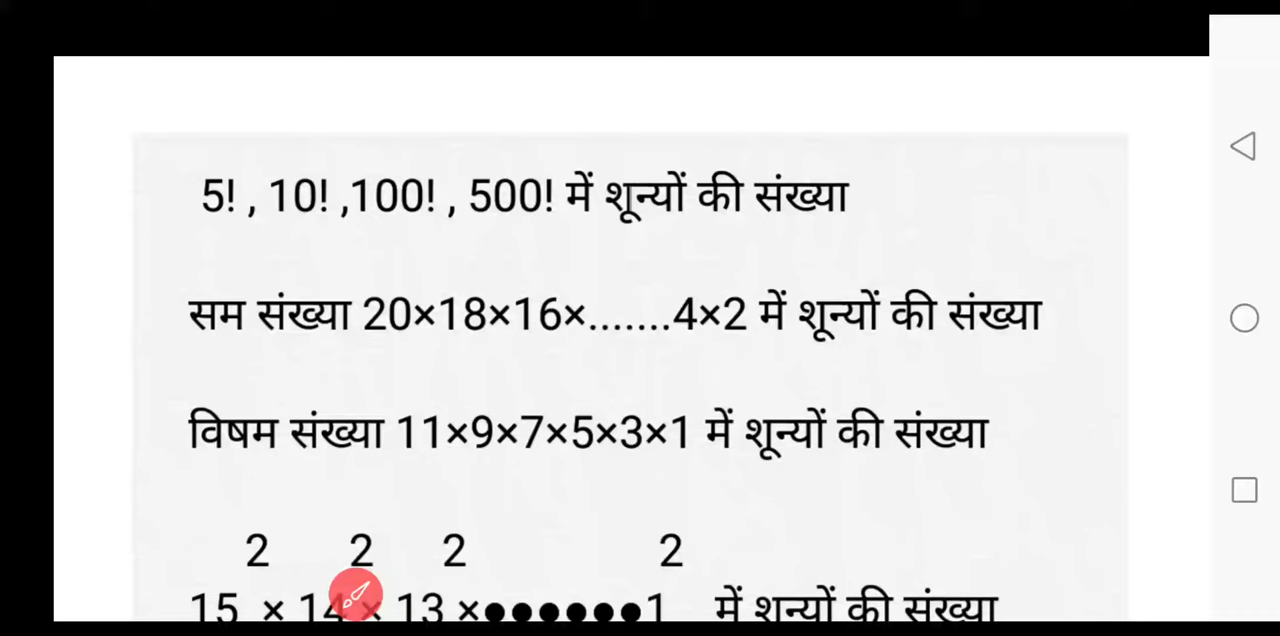 5! , 10! ,100! , 500! में शून्यों की संख्या
सम संख्या 20×18×16×.......4×2 में शून्यों की संख्या
विषम संख्या 11×9×7×5×3×1 में शून्यों की संख्या
2 2 2 2
15 × 14 × 13 ×●●●●●●1 में शून्यों की संख्या